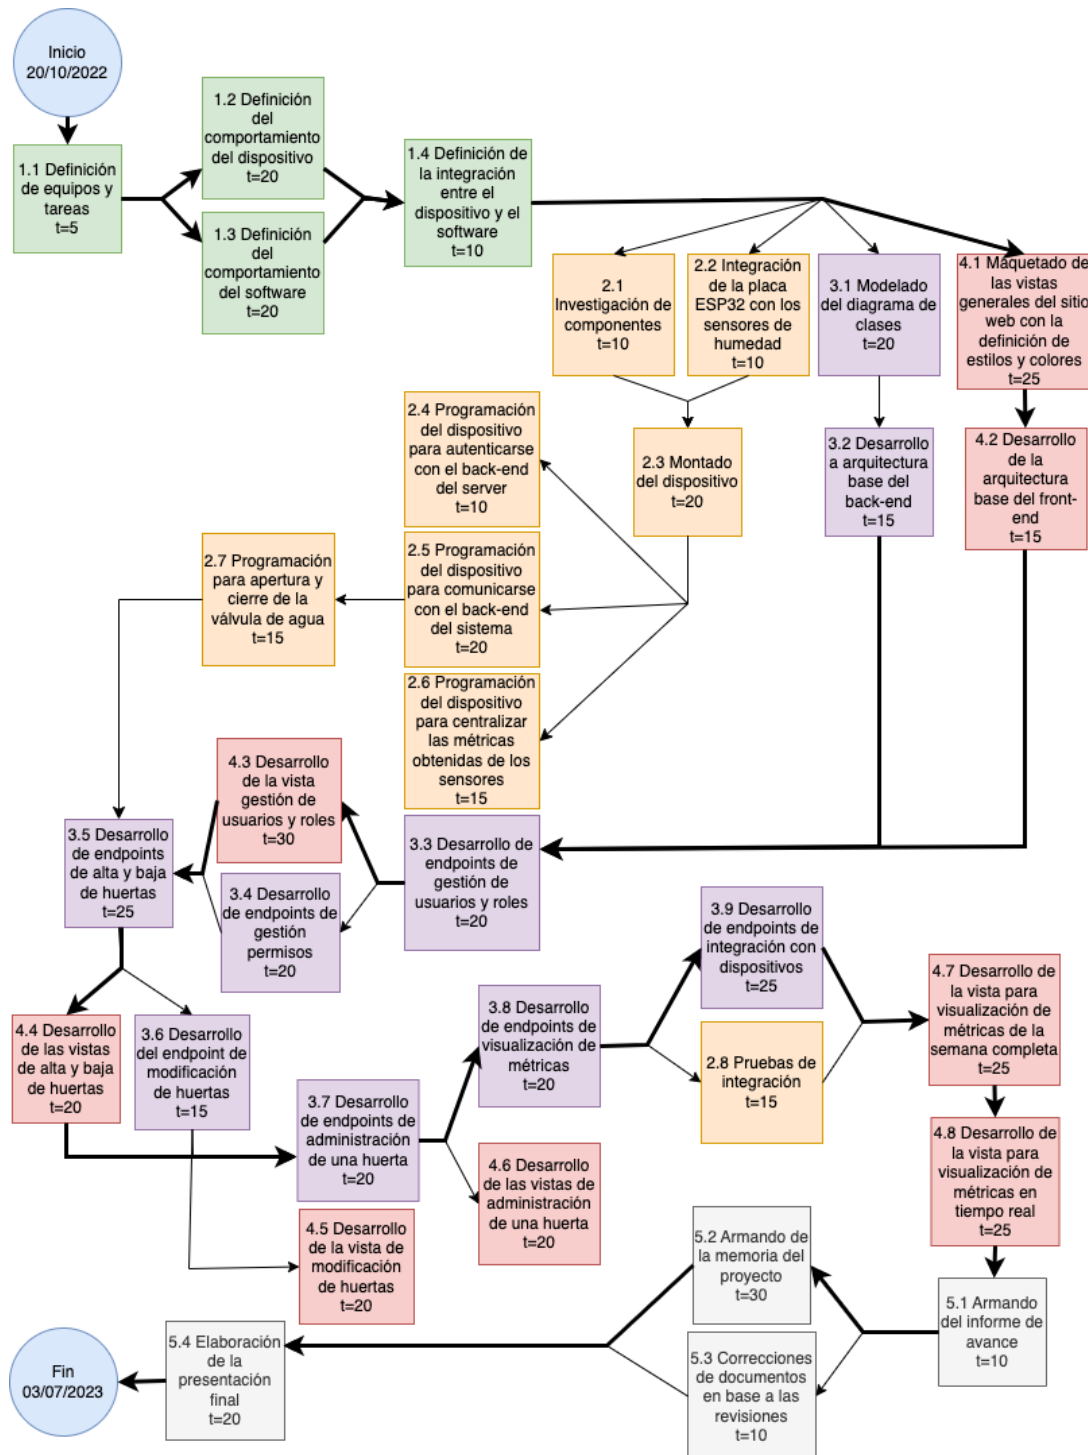 Inicio
20/10/2022
1.1 Definición
de equipos y
tareas
t=5
1.2 Definición
del
comportamiento
del dispositivo
t=20
1.3 Definición
del
comportamiento
del software
t=20
1.4 Definición de
la integración
entre el
dispositivo y el
software
t=10
2.1
Investigación de
componentes
t=10
2.2 Integración
de la placa
ESP32 con los
sensores de
humedad
t=10
3.1 Modelado
del diagrama de
clases
t=20
4.1 Maquetado de
las vistas
generales del sitio
web con la
definición de
estilos y colores
t=25
2.4 Programación
del dispositivo
para autenticarse
con el back-end
del server
t=10
2.3 Montado
del dispositivo
t=20
3.2 Desarrollo
a arquitectura
base del
back-end
t=15
4.2 Desarrollo
de la
arquitectura
base del front-
end
t=15
2.7 Programación
para apertura y
cierre de la
válvula de agua
t=15
2.5 Programación
del dispositivo
para comunicarse
con el back-end
del sistema
t=20
2.6 Programación
del dispositivo
para centralizar
las métricas
obtenidas de los
sensores
t=15
4.3 Desarrollo
de la vista
gestión de
usuarios y roles
t=30
3.5 Desarrollo
de endpoints
de alta y baja
de huertas
t=25
3.4 Desarrollo
de endpoints de
gestión
permisos
t=20
3.3 Desarrollo de
endpoints de
gestión de
usuarios y roles
t=20
3.9 Desarrollo
de endpoints de
integración con
dispositivos
t=25
4.7 Desarrollo de
la vista para
visualización de
métricas de la
semana completa
t=25
4.4 Desarrollo
de las vistas
de alta y baja
de huertas
t=20
3.6 Desarrollo
del endpoint de
modificación
de huertas
t=15
3.8 Desarrollo
de endpoints de
visualización de
métricas
t=20
2.8 Pruebas de
integración
t=15
3.7 Desarrollo
de endpoints de
administración
de una huerta
t=20
4.6 Desarrollo
de las vistas de
administración
de una huerta
t=20
4.8 Desarrollo de
la vista para
visualización de
métricas en
tiempo real
t=25
4.5 Desarrollo
de la vista de
modificación
de huertas
t=20
5.2 Armando de
la memoria del
proyecto
t=30
5.1 Armando
del informe de
avance
t=10
5.3 Correcciones
de documentos
en base a las
revisiones
t=10
5.4 Elaboración
de la
presentación
final
t=20
Fin
03/07/2023